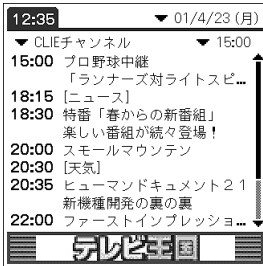 12:35 ▼ 01/4/23 (月)
▼ CLIEチャンネル ▼ 15:00
15:00 プロ野球中継
「ランナーズ対ライトスピ...
18:15 [ニュース]
18:30 特番「春からの新番組」
楽しい番組が続々登場！
20:00 スモールマウンテン
20:30 [天気]
20:35 ヒューマンドキュメント２１
新機種開発の裏の裏
22:00 ファーストインプレッショ...
テレビ王国